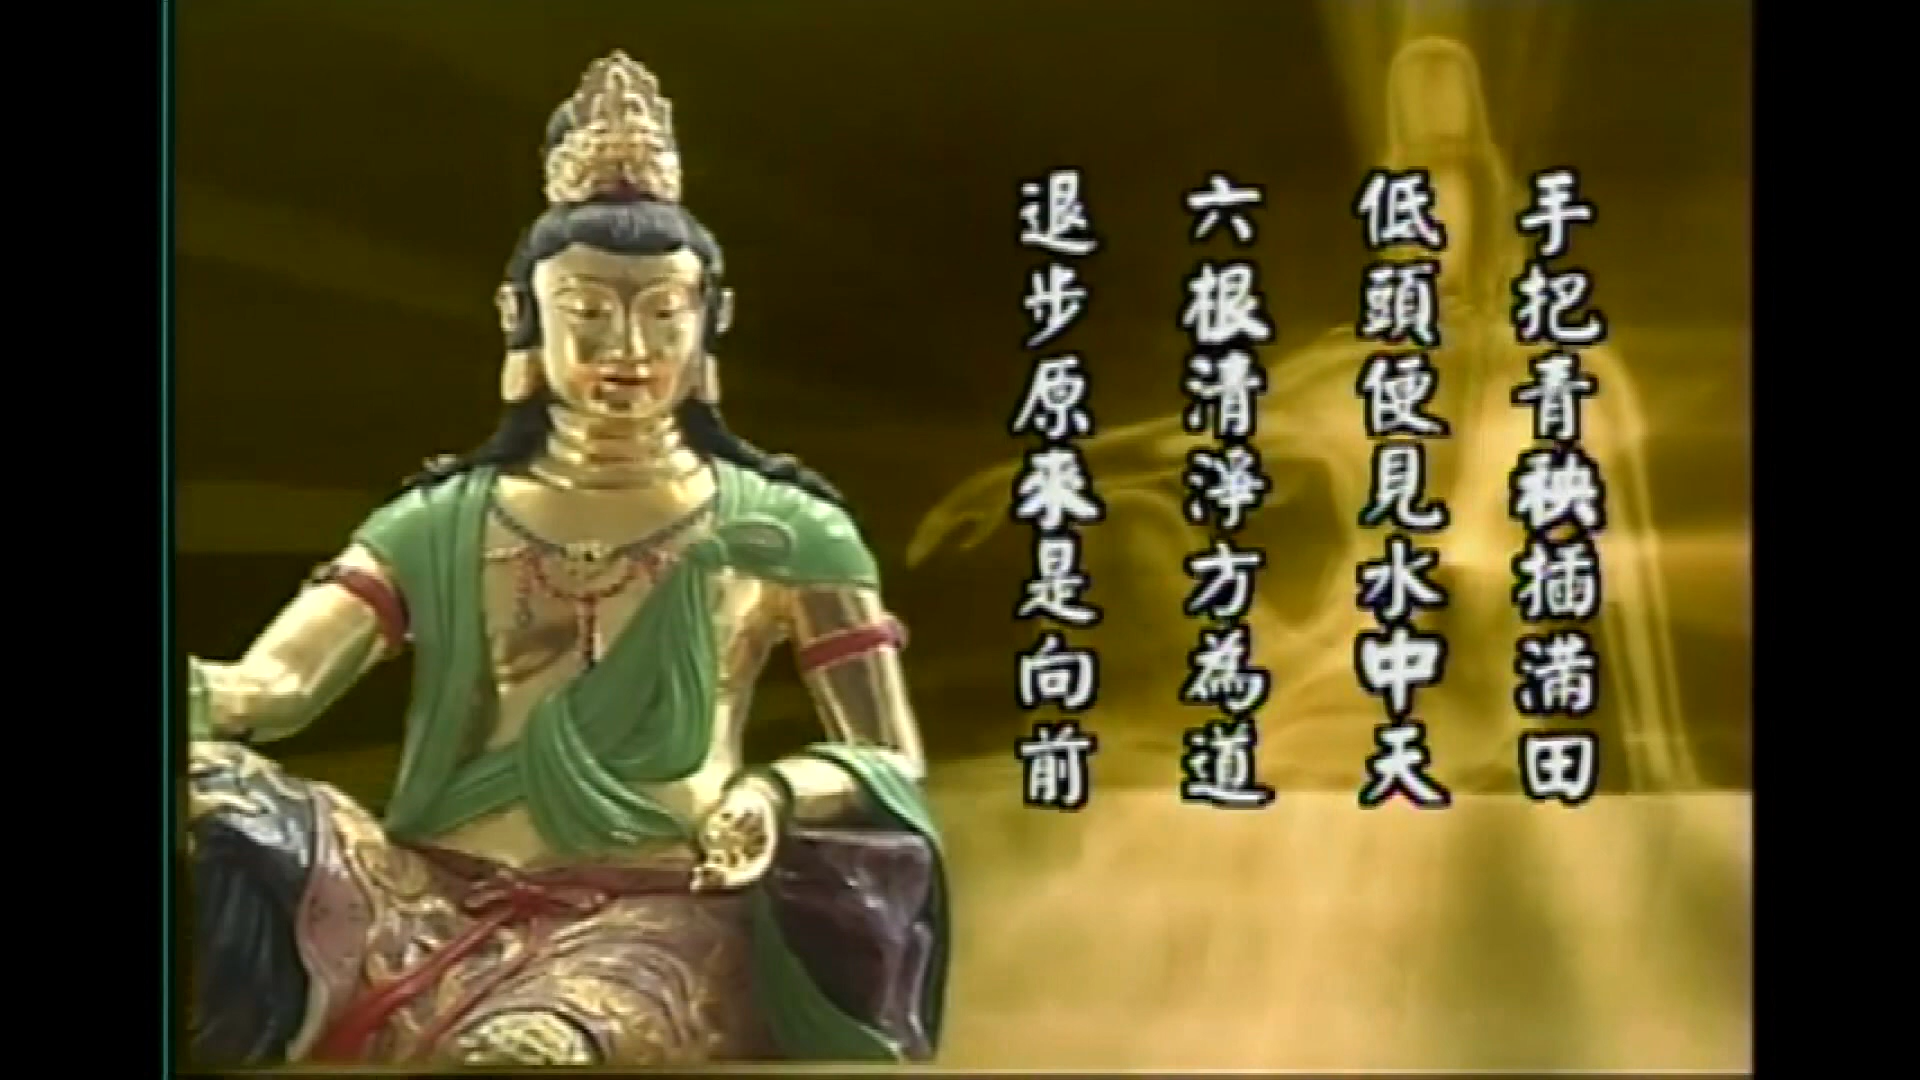 手把青秧插滿田
低頭便見水中天
六根清淨方為道
退步原來是向前